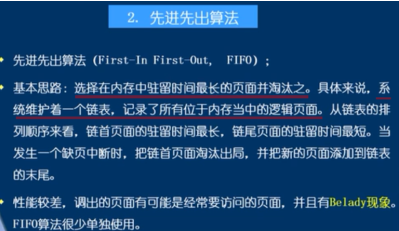 2. 先进先出算法
• 先进先出算法（First-In First-Out， FIFO）；
• 基本思路：选择在内存中驻留时间最长的页面并淘汰之。具体来说，系
统维护着一个链表，记录了所有位于内存当中的逻辑页面。从链表的排
列顺序来看，链首页面的驻留时间最长，链尾页面的驻留时间最短。当
发生一个缺页中断时，把链首页面淘汰出局，并把新的页面添加到链表
的末尾。
• 性能较差，调出的页面有可能是经常要访问的页面，并且有Belady现象。
FIFO算法很少单独使用。